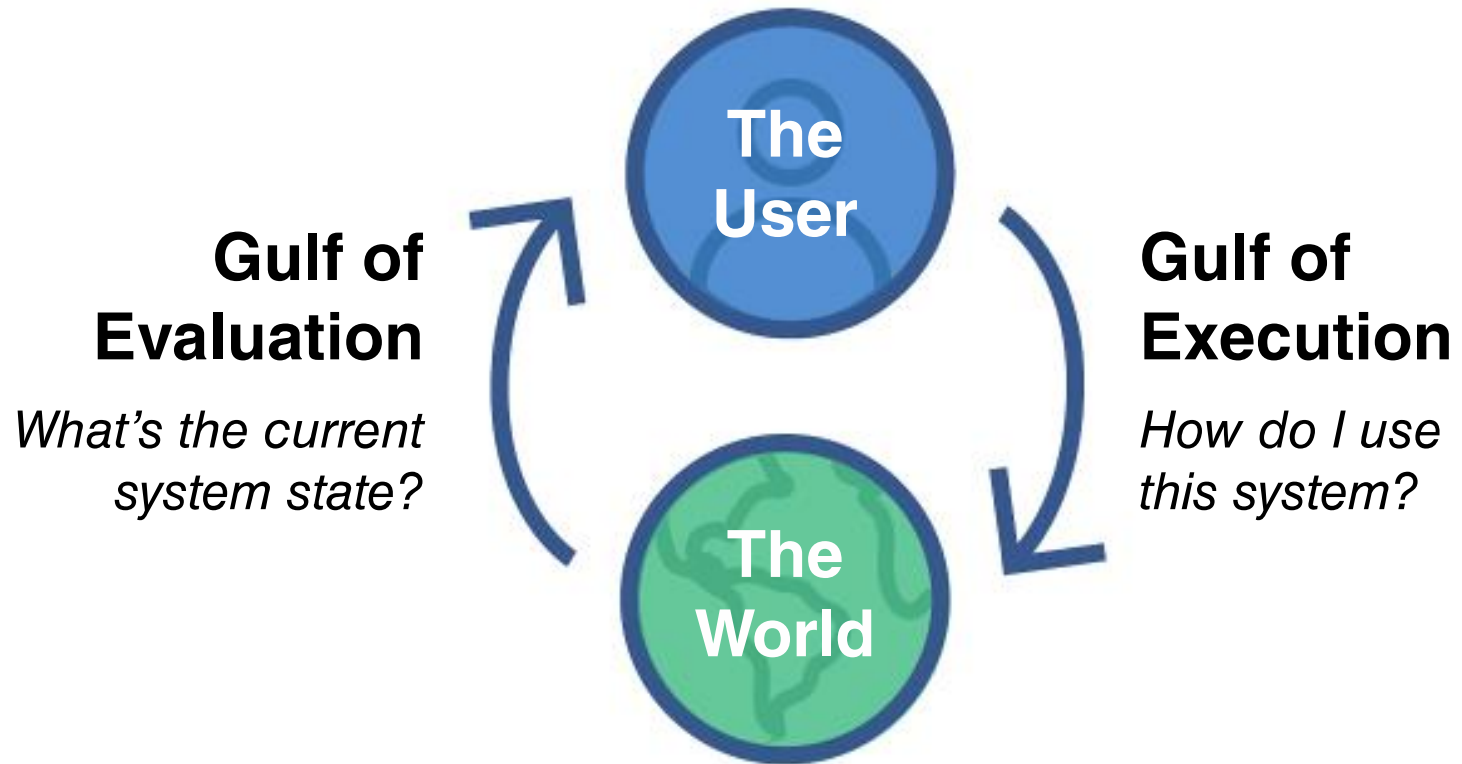 The
User
Gulf of
Evaluation
What’s the current
system state?
Gulf of
Execution
How do I use
this system?
The
World